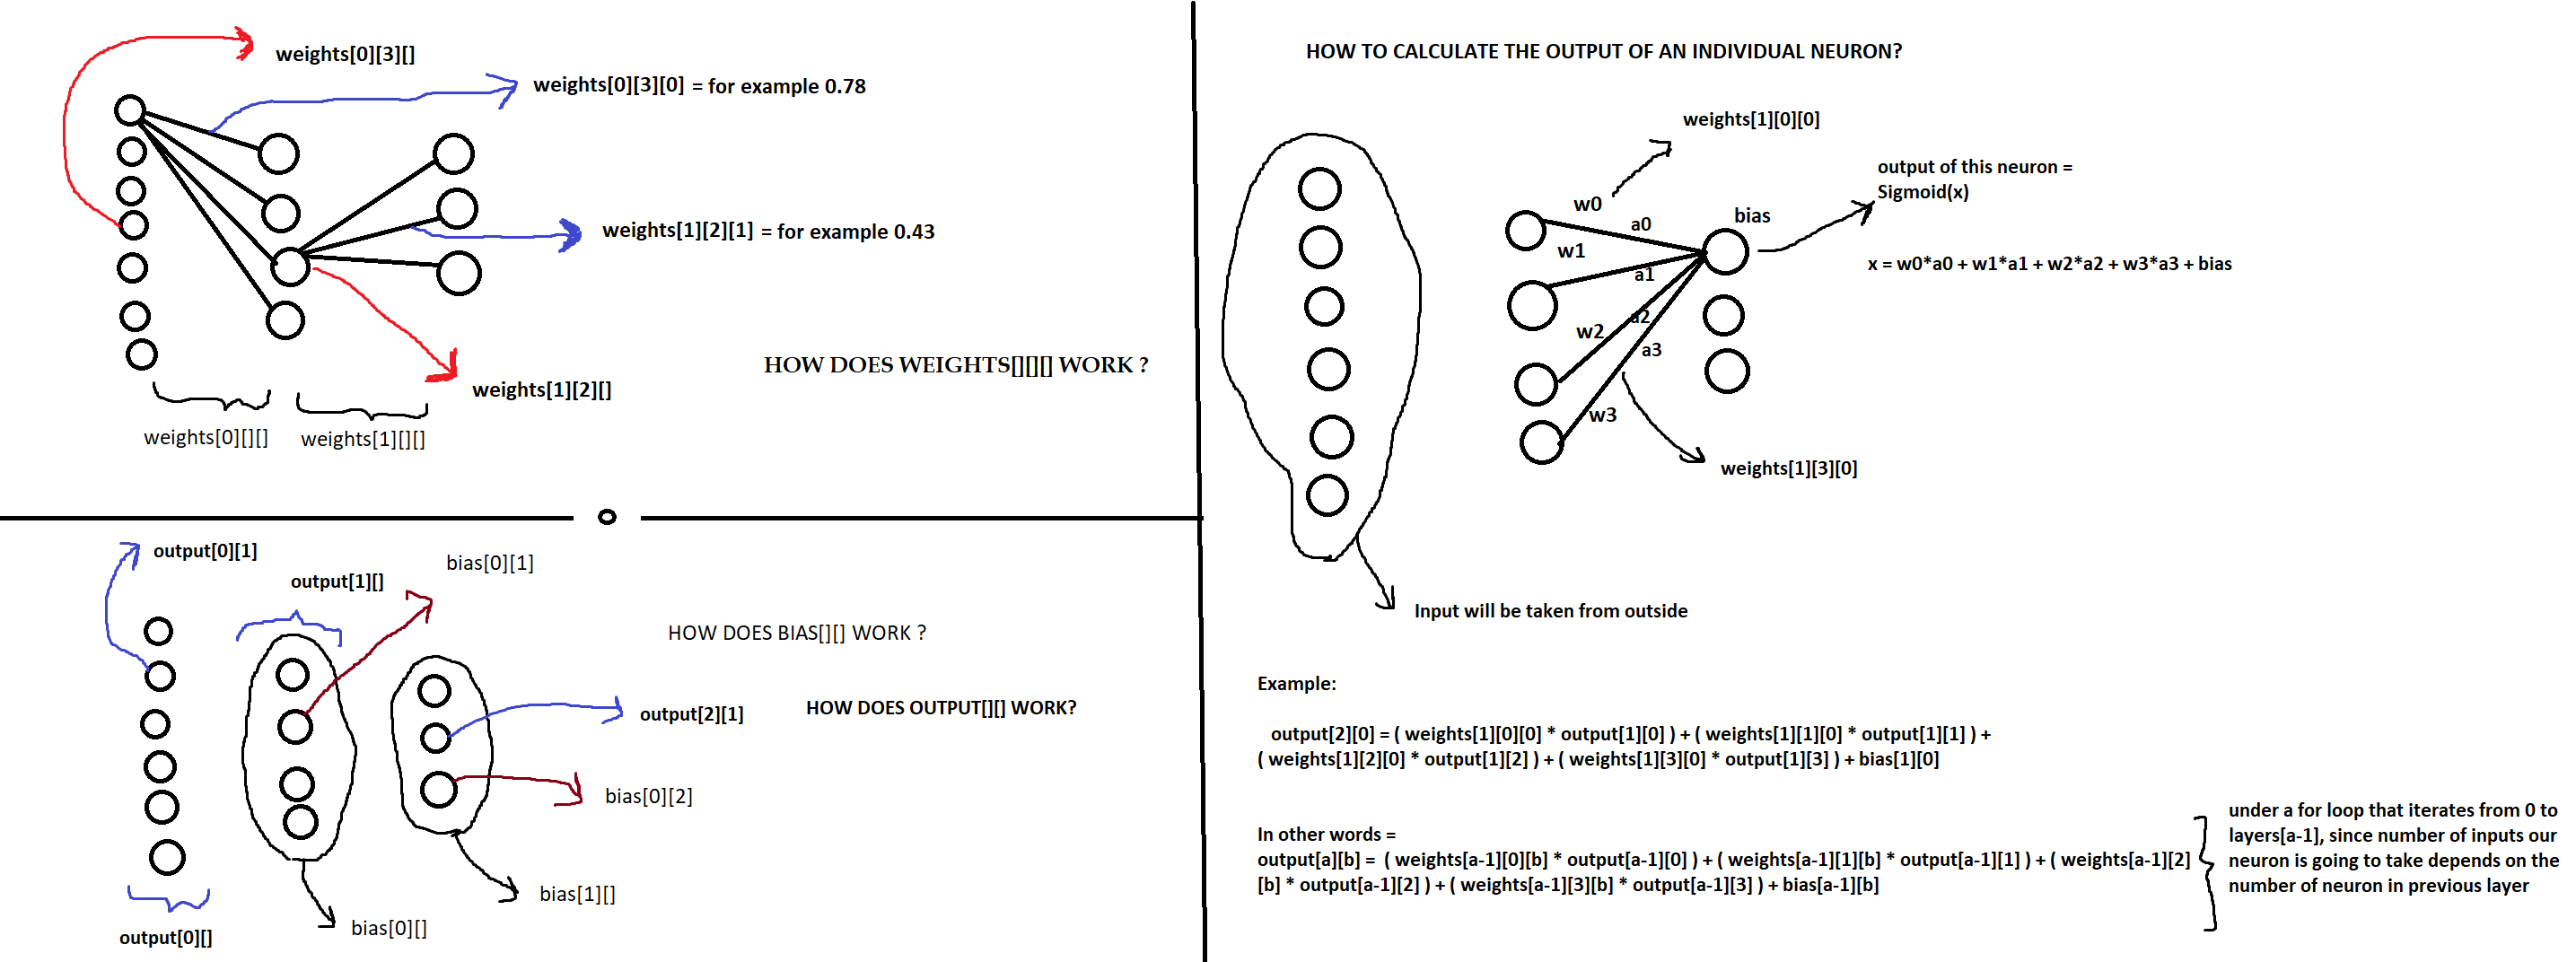 weights[0][3][]
weights[0][3][0] = for example 0.78
weights[1][2][1] = for example 0.43
HOW DOES WEIGHTS[][][] WORK ?
weights[1][2][]
weights[0][][]
weights[1][][]
output[0][1]
bias[0][1]
output[1][]
HOW DOES BIAS[][] WORK ?
output[2][1]
HOW DOES OUTPUT[][] WORK?
bias[0][2]
bias[1][]
bias[0][]
output[0][]
HOW TO CALCULATE THE OUTPUT OF AN INDIVIDUAL NEURON?
weights[1][0][0]
output of this neuron =
Sigmoid(x)
w0
a0
bias
w1
x = w0*a0 + w1*a1 + w2*a2 + w3*a3 + bias
a1
a2
w2
a3
w3
weights[1][3][0]
Input will be taken from outside
Example:
output[2][0] = ( weights[1][0][0] * output[1][0] ) + ( weights[1][1][0] * output[1][1] ) +
( weights[1][2][0] * output[1][2] ) + ( weights[1][3][0] * output[1][3] ) + bias[1][0]
In other words =
output[a][b] = ( weights[a-1][0][b] * output[a-1][0] ) + ( weights[a-1][1][b] * output[a-1][1] ) + ( weights[a-1][2]
[b] * output[a-1][2] ) + ( weights[a-1][3][b] * output[a-1][3] ) + bias[a-1][b]
under a for loop that iterates from 0 to
layers[a-1], since number of inputs our
neuron is going to take depends on the
number of neuron in previous layer